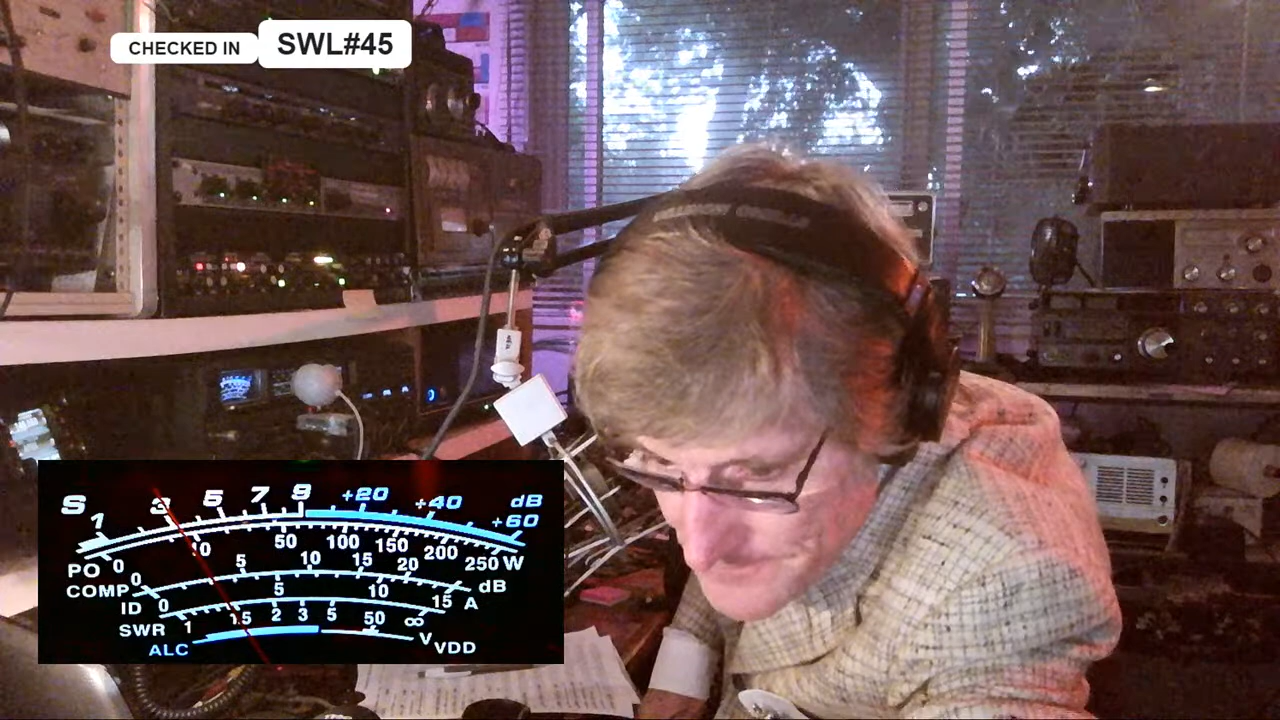 CHECKED IN SWL#45
S 1 3 5 7 9 +20 +40 +60 dB
PO 0 10 50 100 150 200 250 W
COMP 0 5 10 15 20 dB
ID 0 5 10 15 A
SWR 1 1.5 2 3 5 50 ∞
ALC V VDD